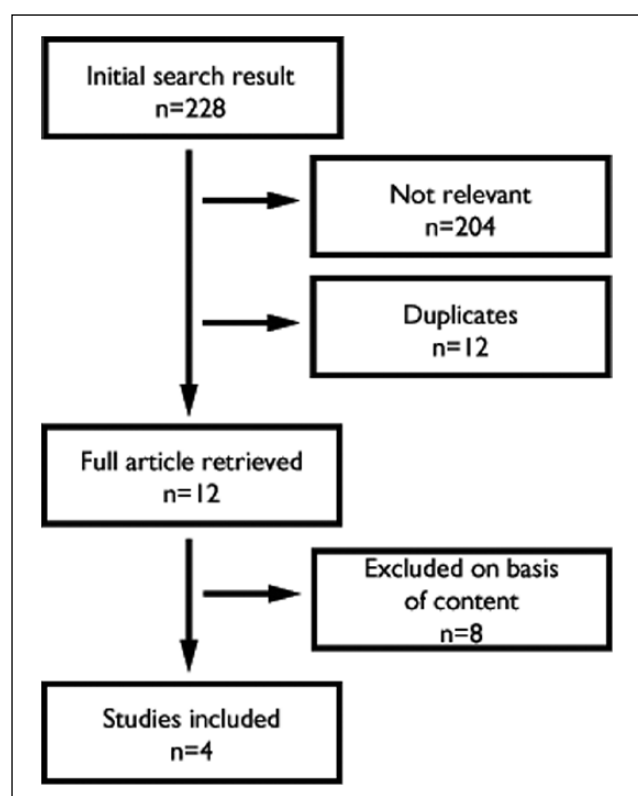 Initial search result
n=228
Not relevant
n=204
Duplicates
n=12
Full article retrieved
n=12
Excluded on basis
of content
n=8
Studies included
n=4